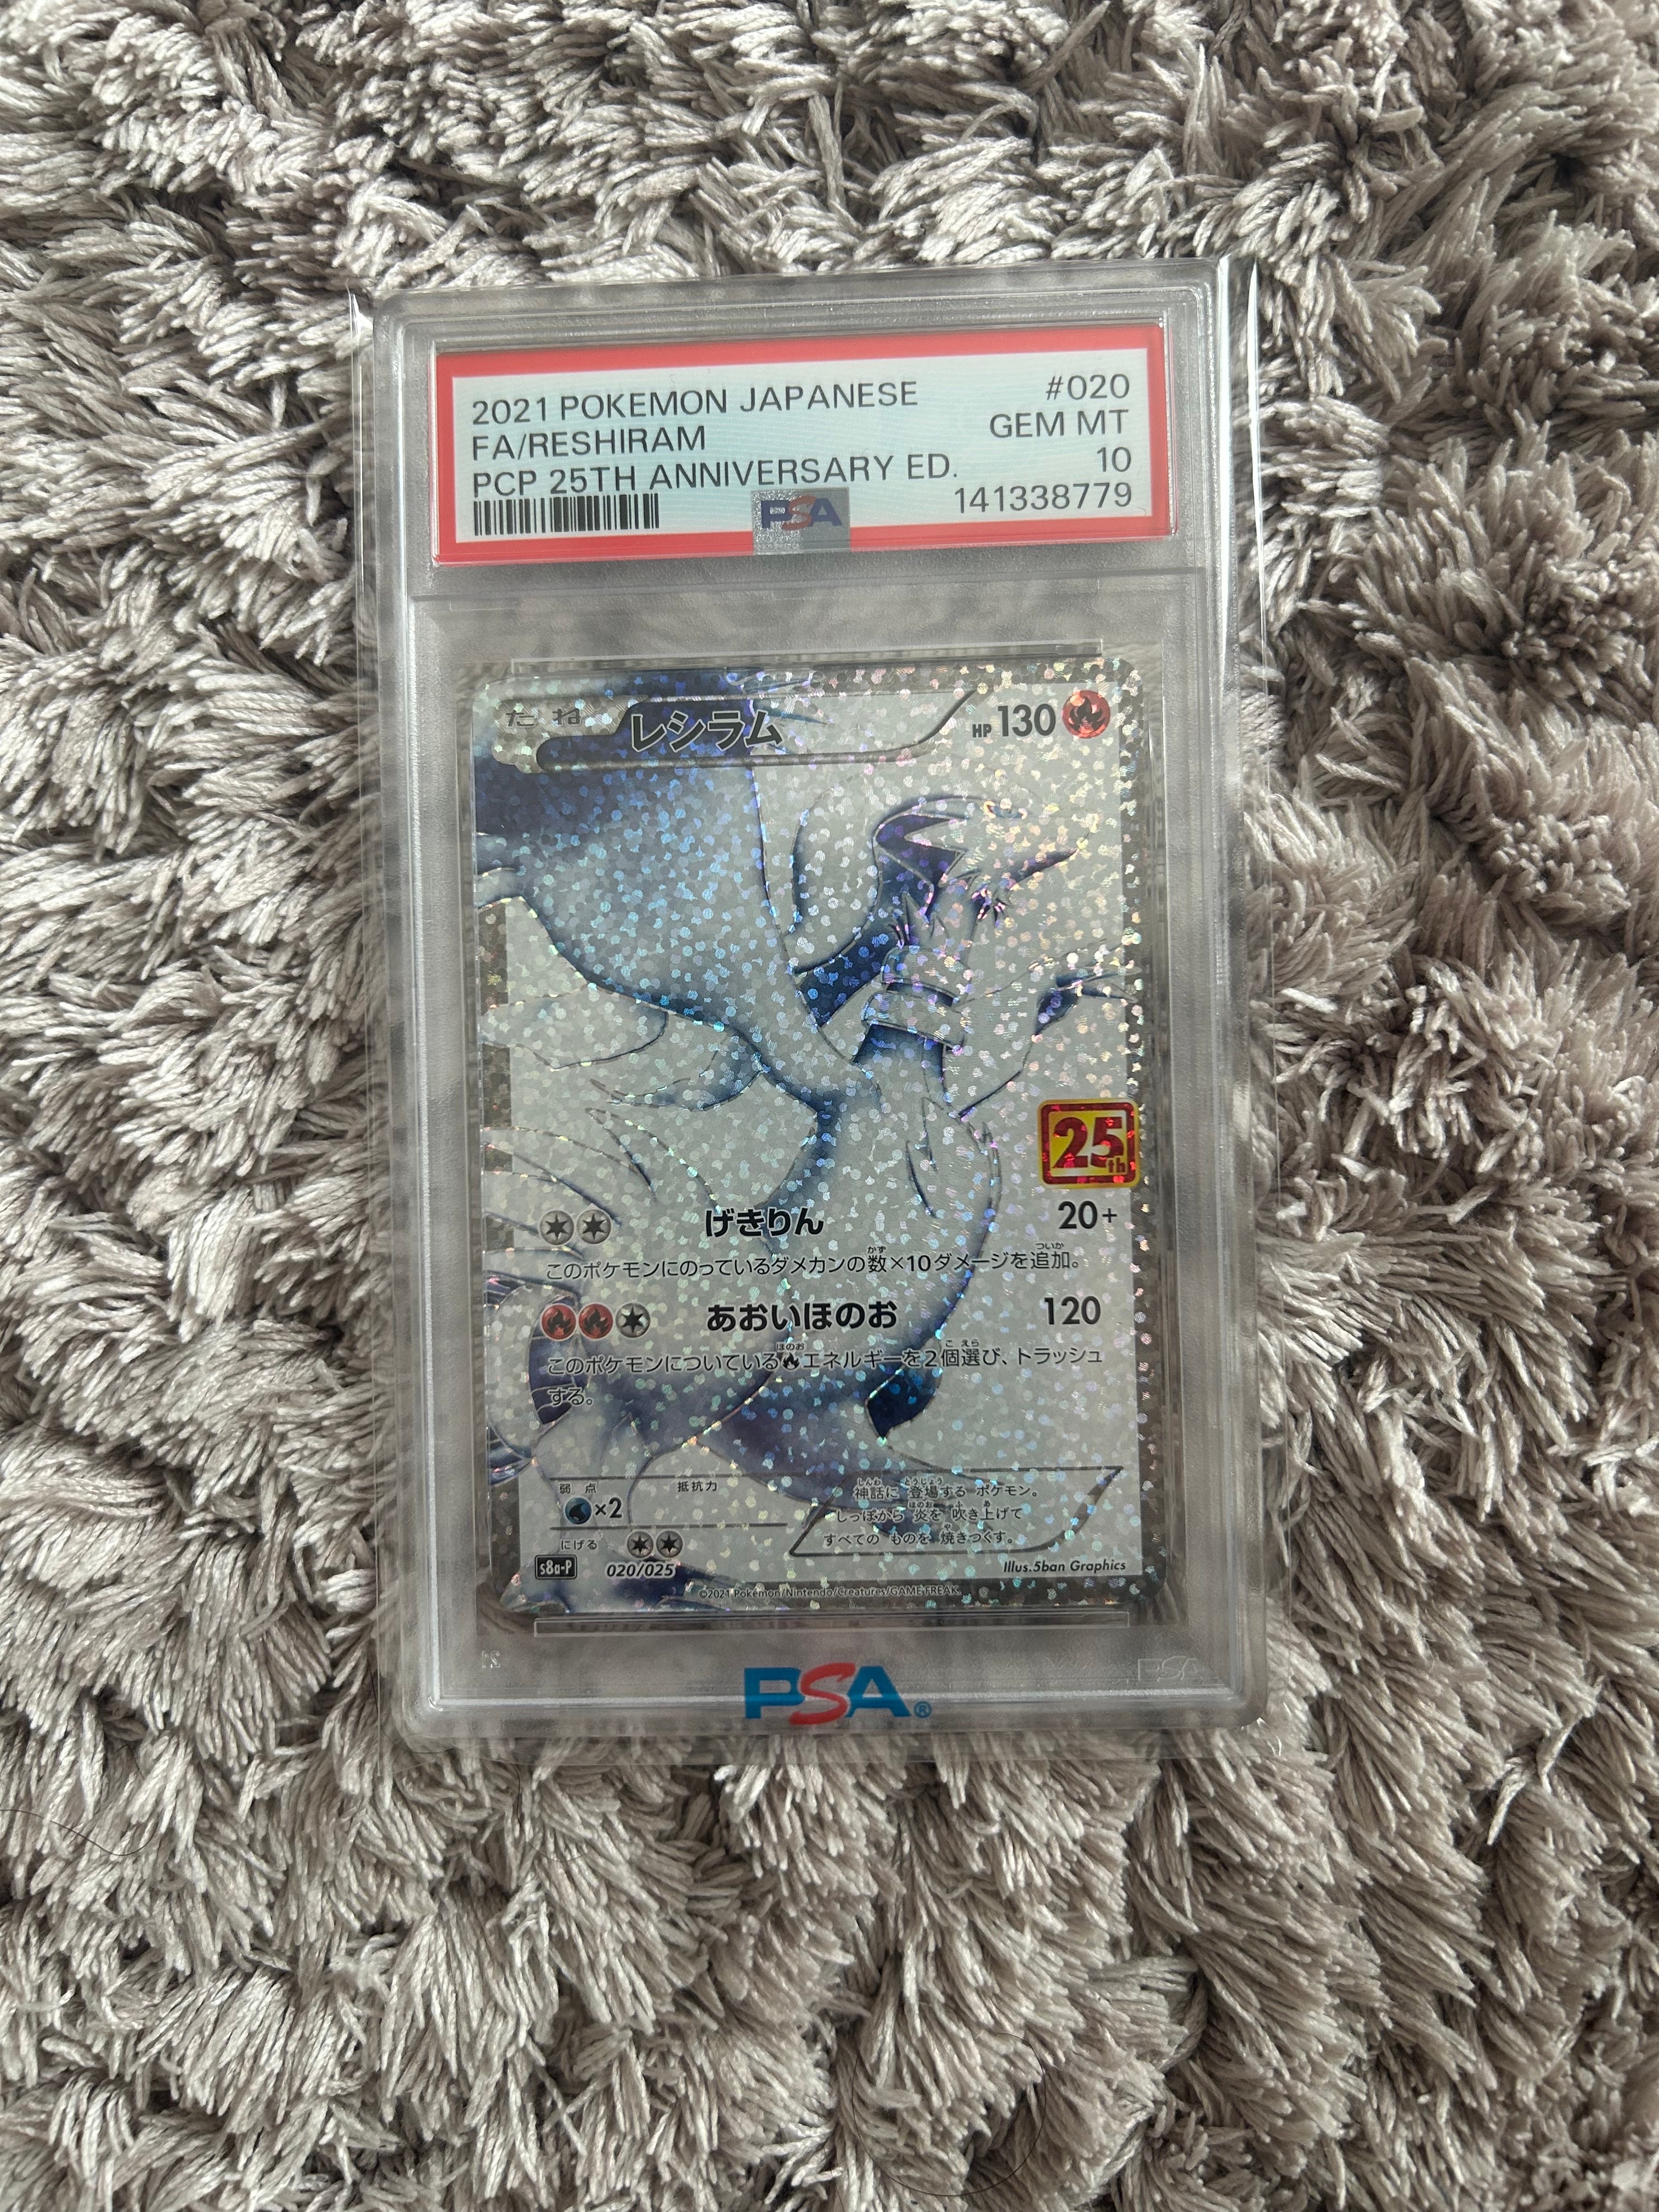 2021 POKEMON JAPANESE #020
FA/RESHIRAM GEM MT
PCP 25TH ANNIVERSARY ED. 10
PSA 141338779
たね レシラム HP 130
25th
げきりん 20+
このポケモンにのっているダメカンの数×10ダメージを追加。
あおいほのお 120
このポケモンについているエネルギーを2個選び、トラッシュ
する。
弱点 抵抗力
×2
にげる
神話に 登場する ポケモン。
しっぽから 炎を 吹き上げて
すべての ものを 焼きつくす。
s8a-P 020/025 Illus.5ban Graphics
©2021 Pokémon/Nintendo/Creatures/GAME FREAK.
PSA®